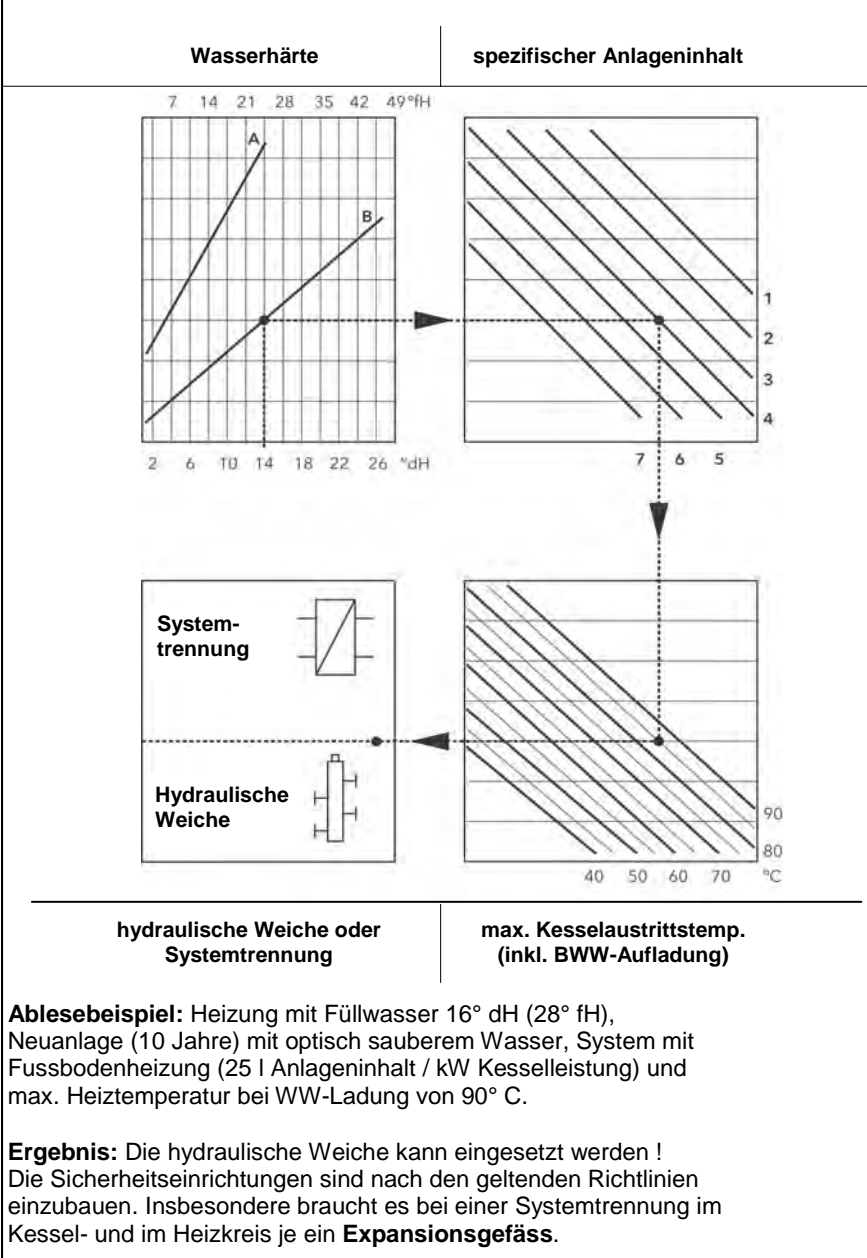 Wasserhärte
spezifischer Anlageninhalt
7 14 21 28 35 42 49°fH
A
B
1
2
3
4
7 6 5
2 6 10 14 18 22 26 °dH
System-
trennung
Hydraulische
Weiche
90
80
40 50 60 70 °C
hydraulische Weiche oder
Systemtrennung
max. Kesselaustrittstemp.
(inkl. BWW-Aufladung)
Ablesebeispiel: Heizung mit Füllwasser 16° dH (28° fH),
Neuanlage (10 Jahre) mit optisch sauberem Wasser, System mit
Fussbodenheizung (25 l Anlageninhalt / kW Kesselleistung) und
max. Heiztemperatur bei WW-Ladung von 90° C.
Ergebnis: Die hydraulische Weiche kann eingesetzt werden !
Die Sicherheitseinrichtungen sind nach den geltenden Richtlinien
einzubauen. Insbesondere braucht es bei einer Systemtrennung im
Kessel- und im Heizkreis je ein Expansionsgefäss.